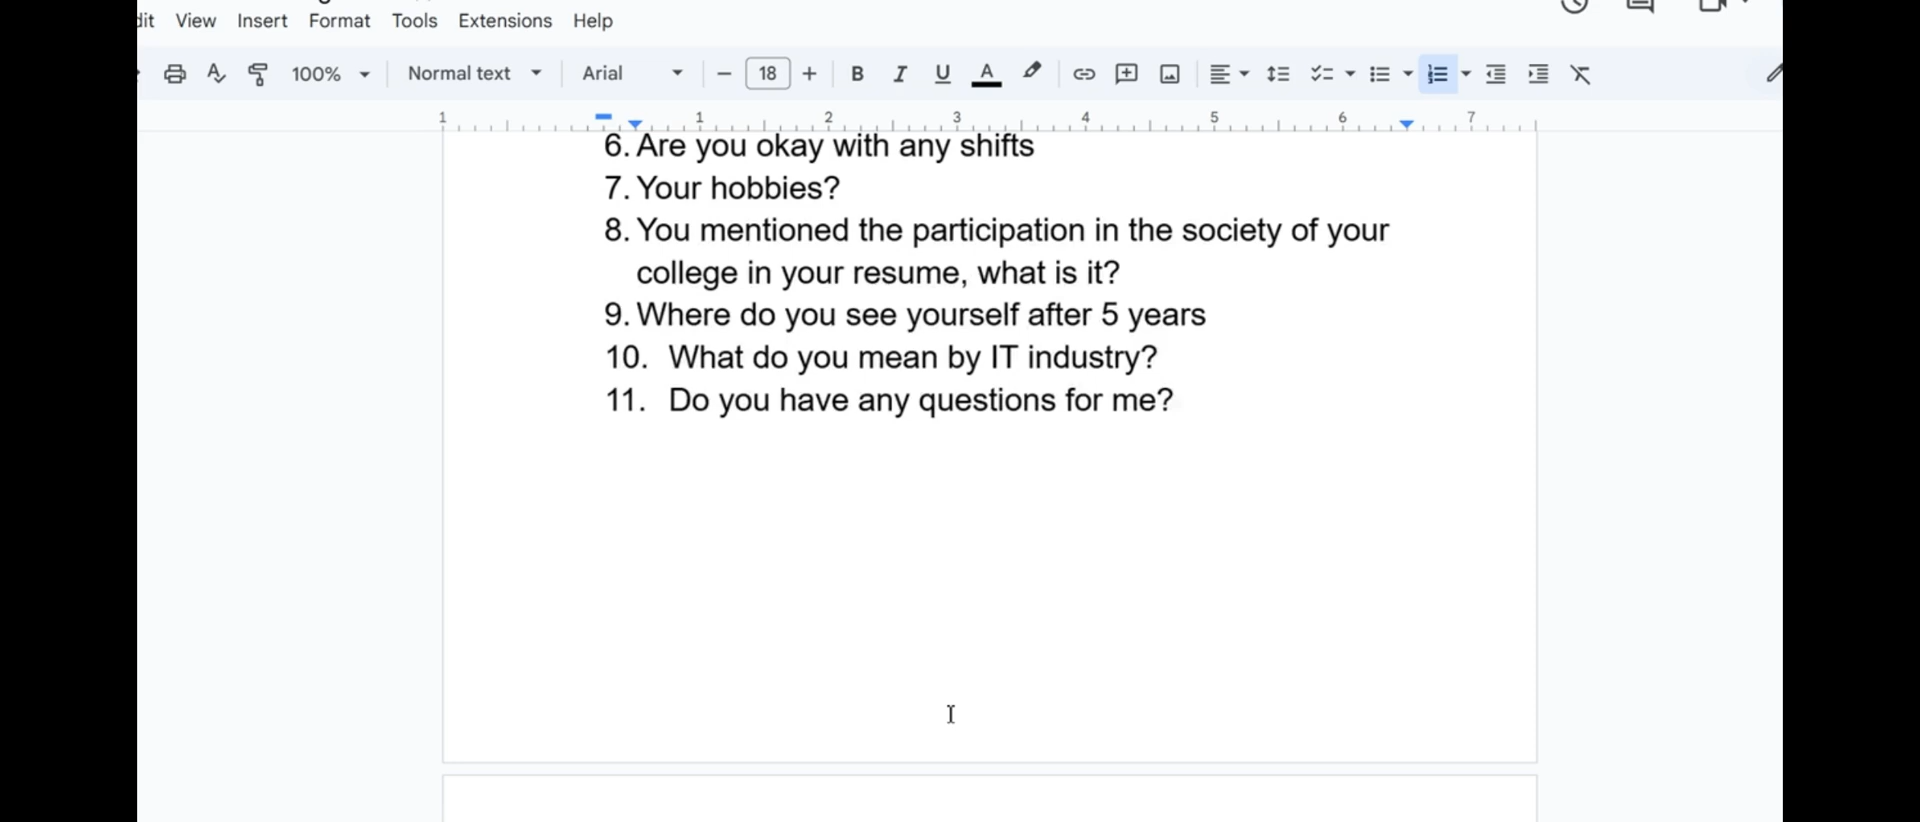 View Insert Format Tools Extensions Help
100% Normal text Arial 18 B I U A
1 1 2 3 4 5 6 7
6. Are you okay with any shifts
7. Your hobbies?
8. You mentioned the participation in the society of your
college in your resume, what is it?
9. Where do you see yourself after 5 years
10. What do you mean by IT industry?
11. Do you have any questions for me?